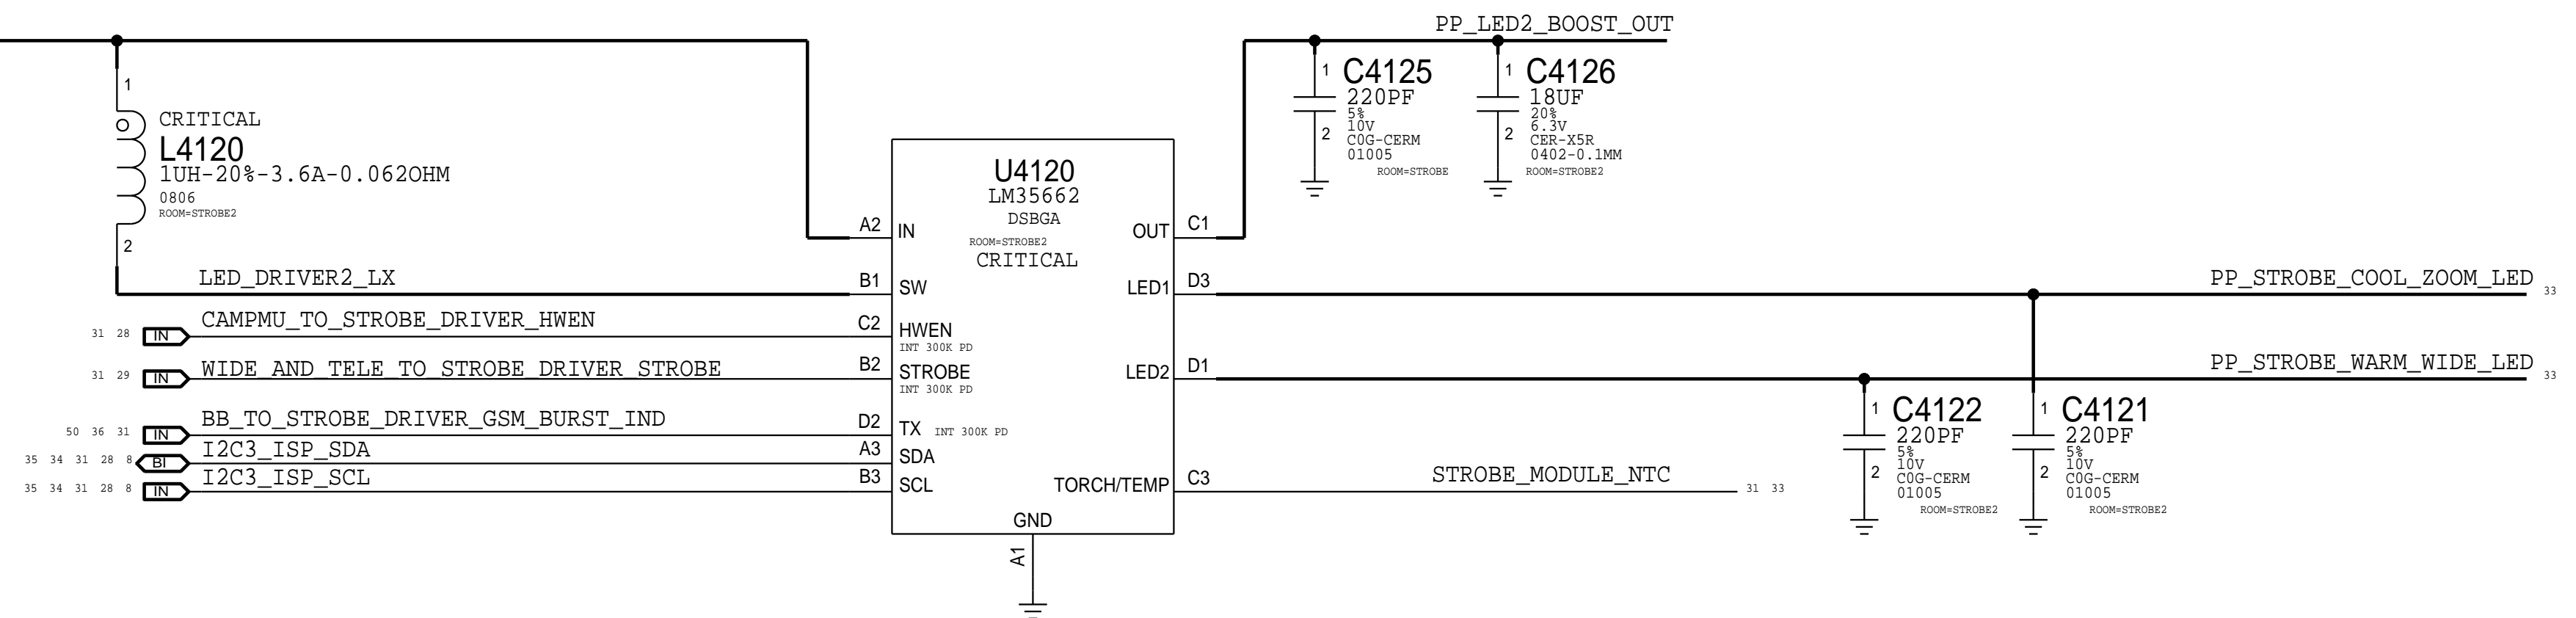 PP_LED2_BOOST_OUT
1
CRITICAL
L4120
1UH-20%-3.6A-0.062OHM
0806
ROOM=STROBE2
2
LED_DRIVER2_LX
1
C4125
220PF
5%
10V
C0G-CERM
01005
ROOM=STROBE
2
1
C4126
18UF
20%
6.3V
CER-X5R
0402-0.1MM
ROOM=STROBE2
2
U4120
LM35662
DSBGA
ROOM=STROBE2
CRITICAL
A2 IN
OUT C1
B1 SW
LED1 D3
PP_STROBE_COOL_ZOOM_LED 33
31 28 IN CAMPMU_TO_STROBE_DRIVER_HWEN C2 HWEN
INT 300K PD
31 29 IN WIDE_AND_TELE_TO_STROBE_DRIVER_STROBE B2 STROBE
INT 300K PD
LED2 D1
PP_STROBE_WARM_WIDE_LED 33
50 36 31 IN BB_TO_STROBE_DRIVER_GSM_BURST_IND D2 TX INT 300K PD
35 34 31 28 8 BI I2C3_ISP_SDA A3 SDA
35 34 31 28 8 IN I2C3_ISP_SCL B3 SCL
TORCH/TEMP C3 STROBE_MODULE_NTC 31 33
GND
A1
1
C4122
220PF
5%
10V
C0G-CERM
01005
ROOM=STROBE2
2
1
C4121
220PF
5%
10V
C0G-CERM
01005
ROOM=STROBE2
2